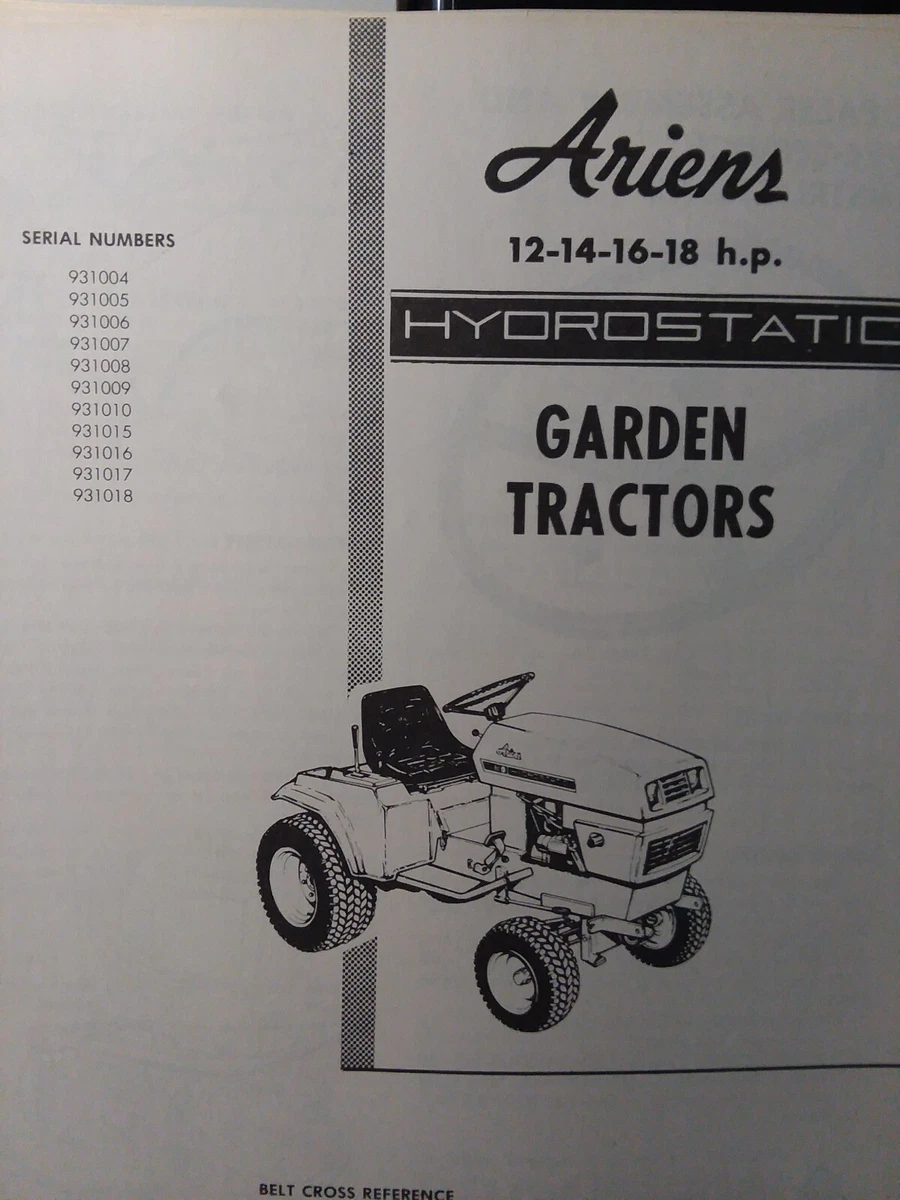 SERIAL NUMBERS
931004
931005
931006
931007
931008
931009
931010
931015
931016
931017
931018
Ariens
12-14-16-18 h.p.
HYDROSTATIC
GARDEN
TRACTORS
Ariens
BELT CROSS REFERENCE